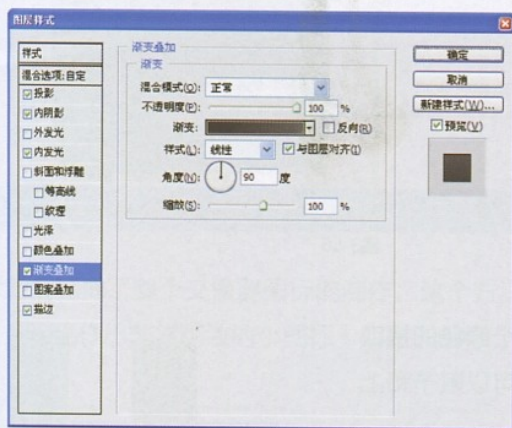 图层样式
样式
混合选项:自定
投影
内阴影
外发光
内发光
斜面和浮雕
等高线
纹理
光泽
颜色叠加
渐变叠加
图案叠加
描边
渐变叠加
渐变
混合模式(O): 正常
不透明度(P): 100 %
渐变: 反向(R)
样式(L): 线性 与图层对齐(I)
角度(N): 90 度
缩放(S): 100 %
确定
取消
新建样式(W)...
预览(V)